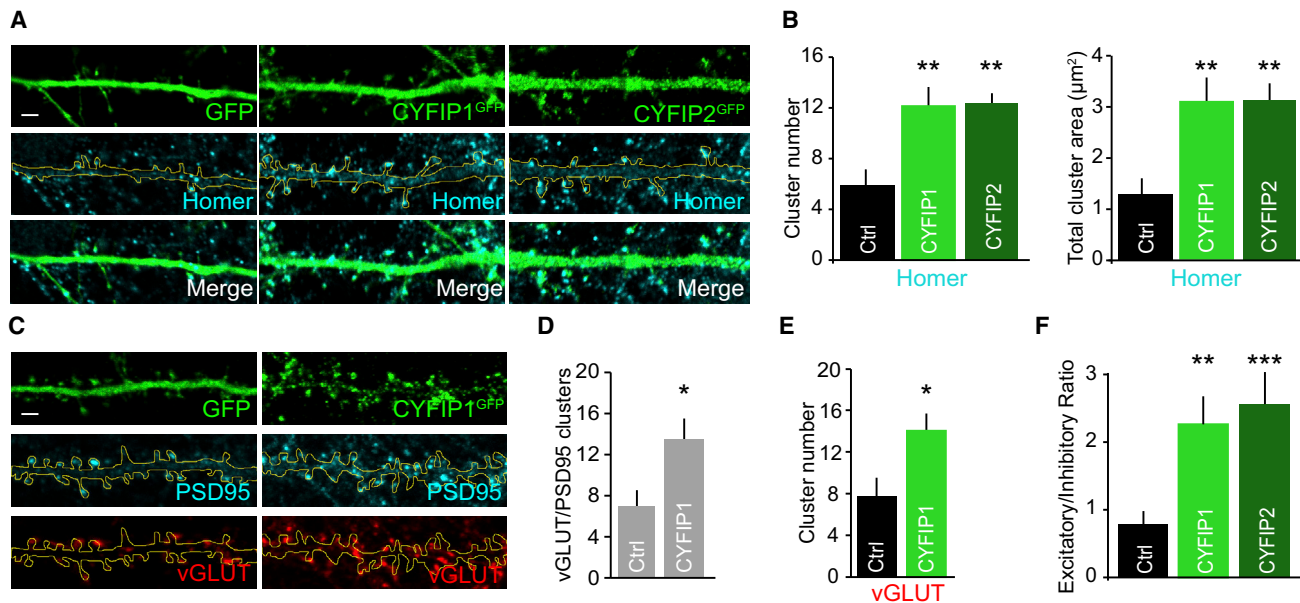 A
GFP
CYFIP1GFP
CYFIP2GFP
Homer
Homer
Homer
Merge
Merge
Merge
B
Cluster number
16
12
8
4
0
** **
Ctrl
CYFIP1
CYFIP2
Homer
Total cluster area (µm²)
4
3
2
1
0
** **
Ctrl
CYFIP1
CYFIP2
Homer
C
GFP
CYFIP1GFP
PSD95
PSD95
vGLUT
vGLUT
D
vGLUT/PSD95 clusters
20
16
12
8
4
0
*
Ctrl
CYFIP1
E
Cluster number
20
16
12
8
4
0
*
Ctrl
CYFIP1
vGLUT
F
Excitatory/Inhibitory Ratio
3
2
1
0
** ***
Ctrl
CYFIP1
CYFIP2